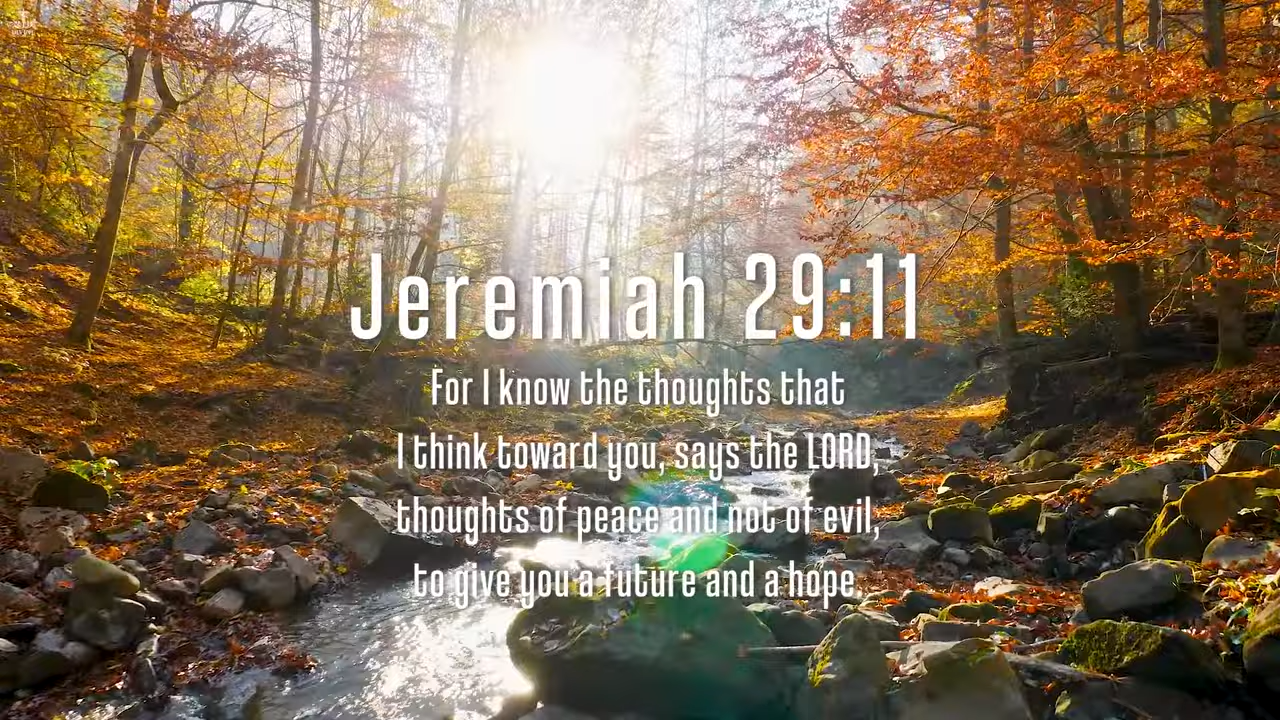 Jeremiah 29:11
For I know the thoughts that
I think toward you, says the LORD,
thoughts of peace and not of evil,
to give you a future and a hope.